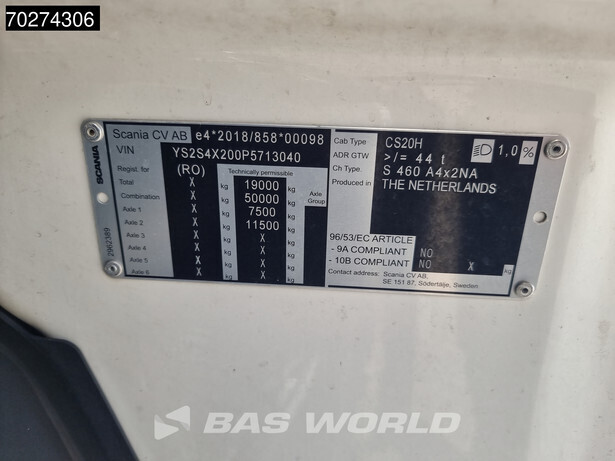 70274306
Scania CV AB e4*2018/858*00098
VIN YS2S4X200P5713040
Regist. for (RO) Technically permissible
Total X kg 19000 kg Axle Group
Combination X kg 50000 kg
Axle 1 X kg 7500 kg
Axle 2 X kg 11500 kg
Axle 3 X kg X kg
Axle 4 X kg X kg
Axle 5 X kg X kg
Axle 6 X kg X kg
SCANIA
2962389
Cab Type CS20H 1,0 %
ADR GTW >/= 44 t
Ch Type. S 460 A4x2NA
Produced in THE NETHERLANDS
96/53/EC ARTICLE
- 9A COMPLIANT NO
- 10B COMPLIANT NO X kg
Contact address: Scania CV AB,
SE 151 87, Södertälje, Sweden
BAS WORLD